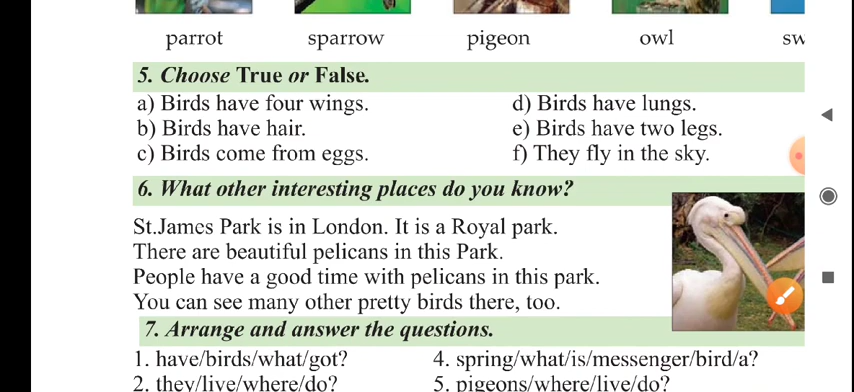 parrot sparrow pigeon owl sw
5. Choose True or False.
a) Birds have four wings. d) Birds have lungs.
b) Birds have hair. e) Birds have two legs.
c) Birds come from eggs. f) They fly in the sky.
6. What other interesting places do you know?
St.James Park is in London. It is a Royal park.
There are beautiful pelicans in this Park.
People have a good time with pelicans in this park.
You can see many other pretty birds there, too.
7. Arrange and answer the questions.
1. have/birds/what/got? 4. spring/what/is/messenger/bird/a?
2. they/live/where/do? 5. pigeons/where/live/do?